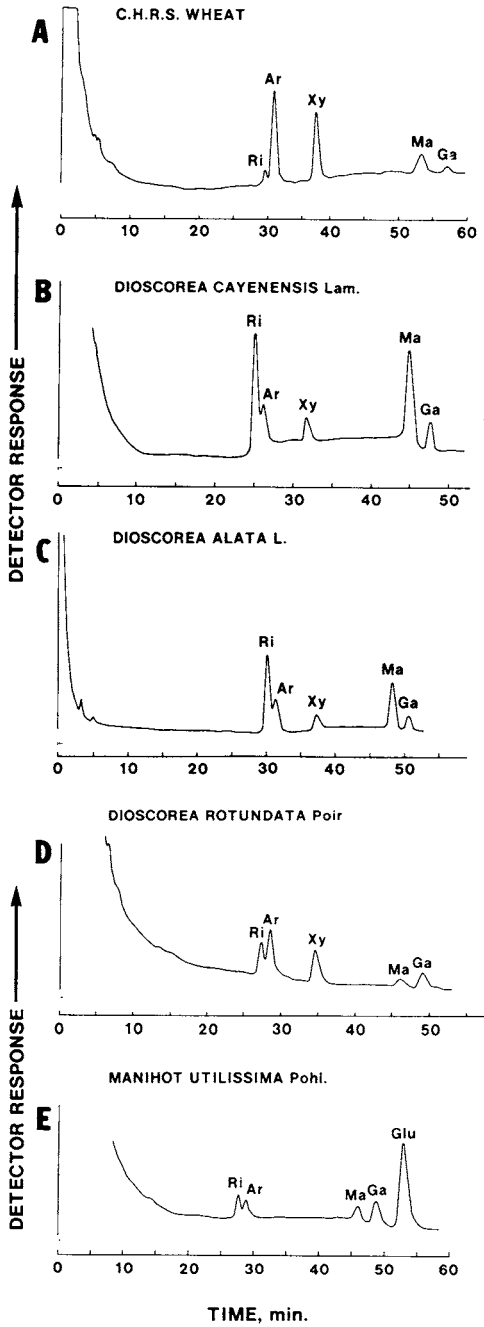 A
C.H.R.S. WHEAT
Ri
Ar
Xy
Ma
Ga
0 10 20 30 40 50 60
B
DIOSCOREA CAYENENSIS Lam.
Ri
Ar
Xy
Ma
Ga
0 10 20 30 40 50
DETECTOR RESPONSE
C
DIOSCOREA ALATA L.
Ri
Ar
Xy
Ma
Ga
0 10 20 30 40 50
D
DIOSCOREA ROTUNDATA Poir
Ri
Ar
Xy
Ma
Ga
0 10 20 30 40 50
DETECTOR RESPONSE
E
MANIHOT UTILISSIMA Pohl.
Ri
Ar
Ma
Ga
Glu
0 10 20 30 40 50 60
TIME, min.